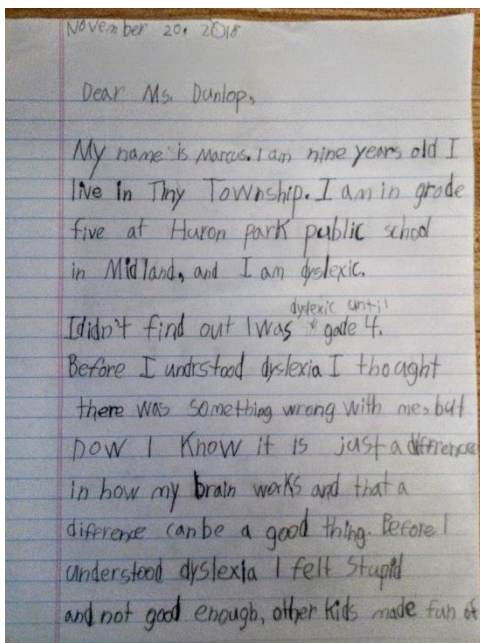 November 20, 2018
Dear Ms. Dunlop,
My name is Marcus. I am nine years old I
live in Tiny Township. I am in grade
five at Huron park public school
in Midland, and I am dyslexic.
dyslexic until
I didn't find out I was * gade 4.
Before I undrstood dyslexia I thought
there was something wrong with me, but
now I know it is just a diffrence
in how my brain works and that a
difrence can be a good thing. Before I
understood dyslexia I felt stupid
and not good enough, other kids made fun of